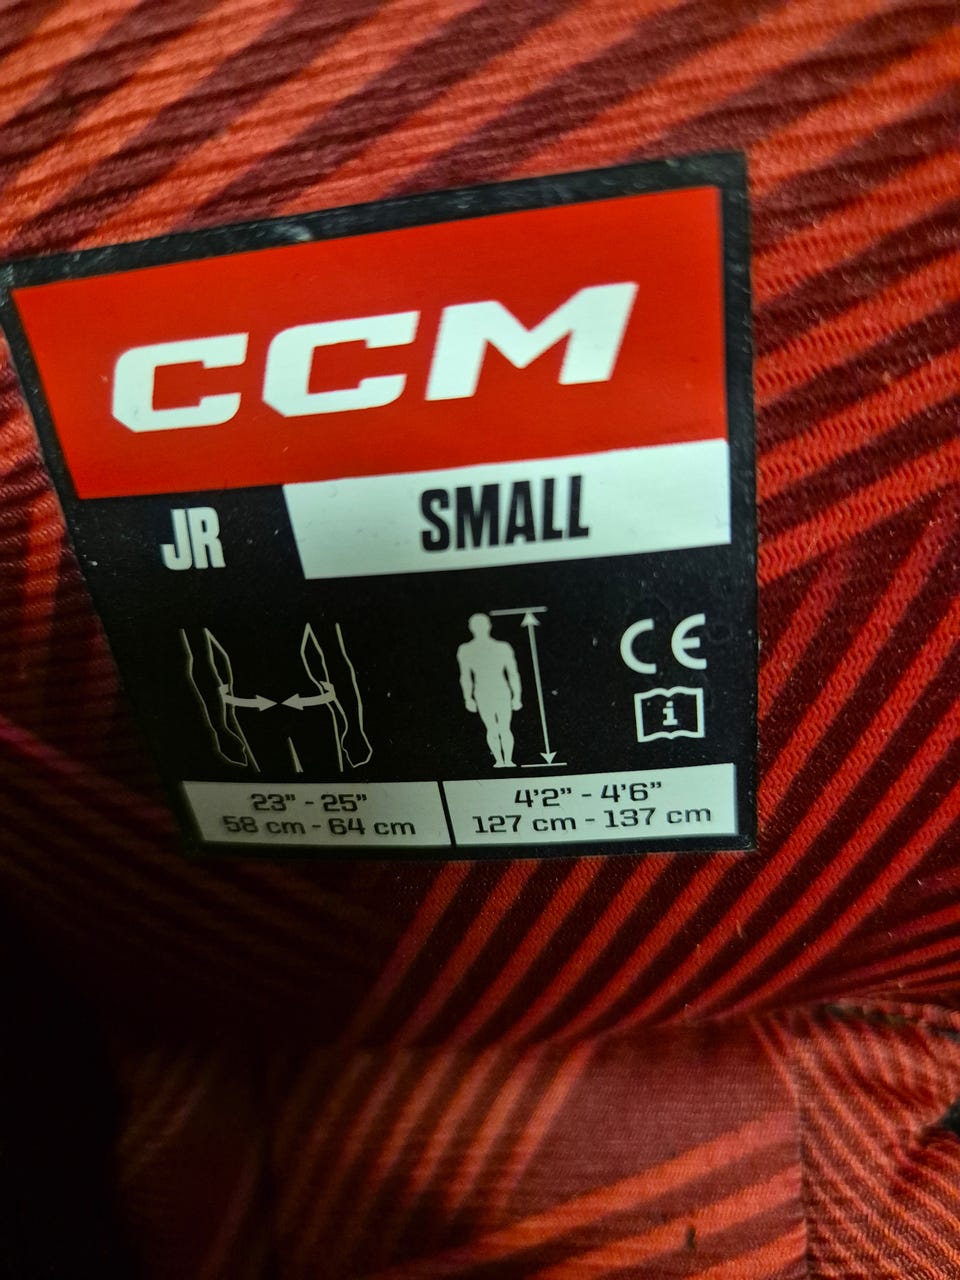 CCM
JR SMALL
CE
i
23" - 25"
58 cm - 64 cm
4'2" - 4'6"
127 cm - 137 cm